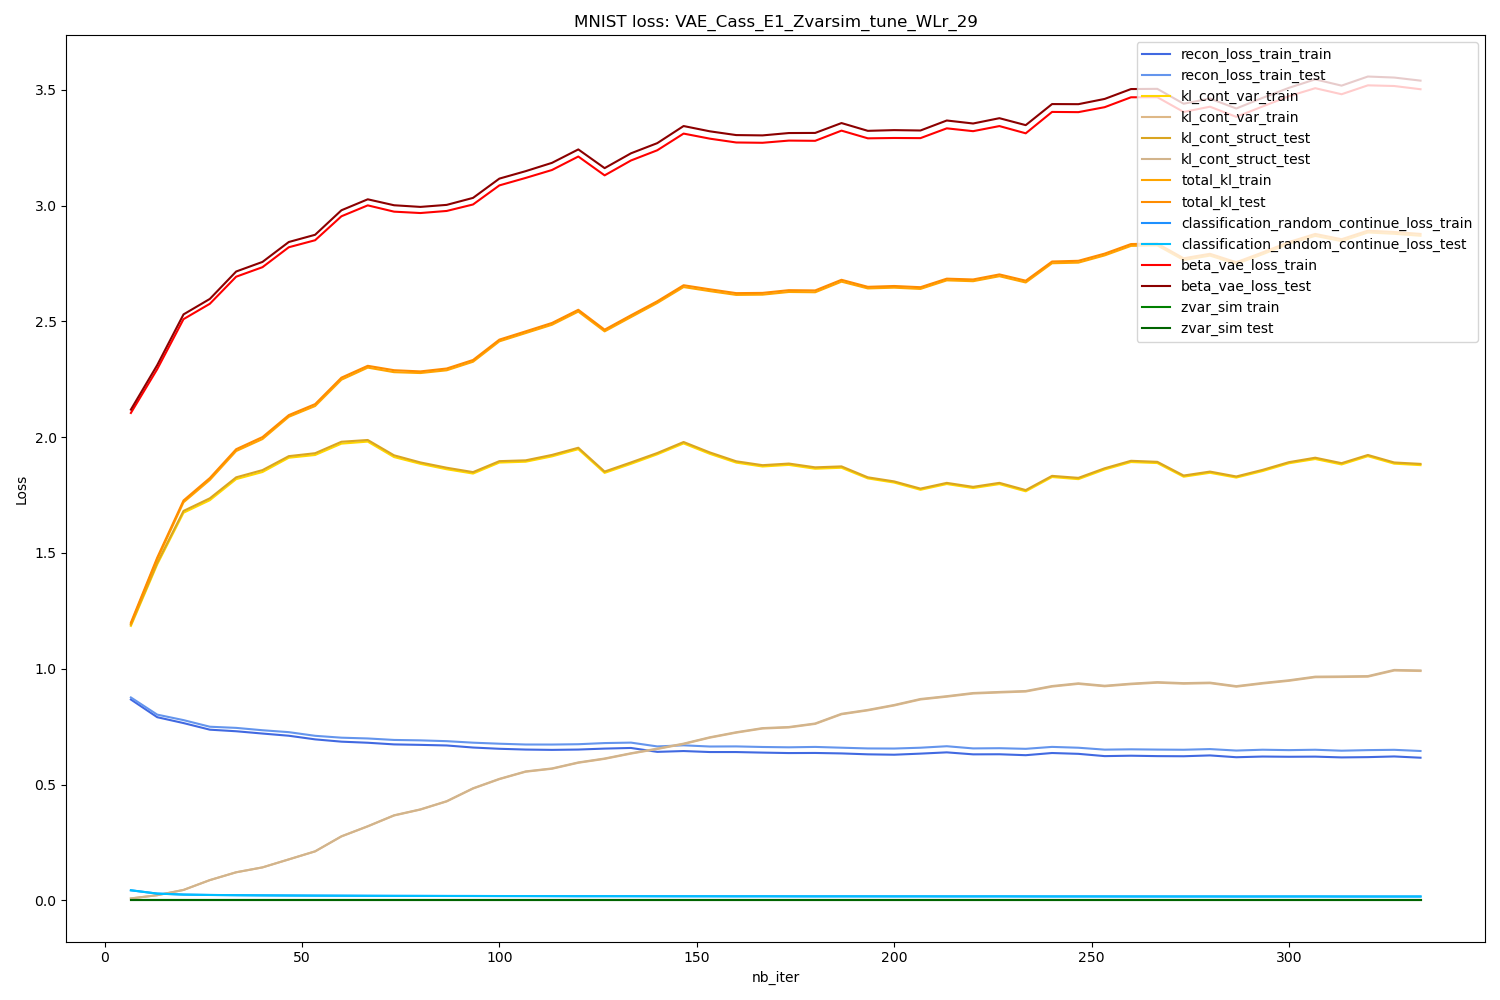 MNIST loss: VAE_Cass_E1_Zvarsim_tune_WLr_29
recon_loss_train_train
recon_loss_train_test
kl_cont_var_train
kl_cont_var_train
kl_cont_struct_test
kl_cont_struct_test
total_kl_train
total_kl_test
classification_random_continue_loss_train
classification_random_continue_loss_test
beta_vae_loss_train
beta_vae_loss_test
zvar_sim train
zvar_sim test
3.5
3.0
2.5
2.0
1.5
1.0
0.5
0.0
Loss
0 50 100 150 200 250 300
nb_iter